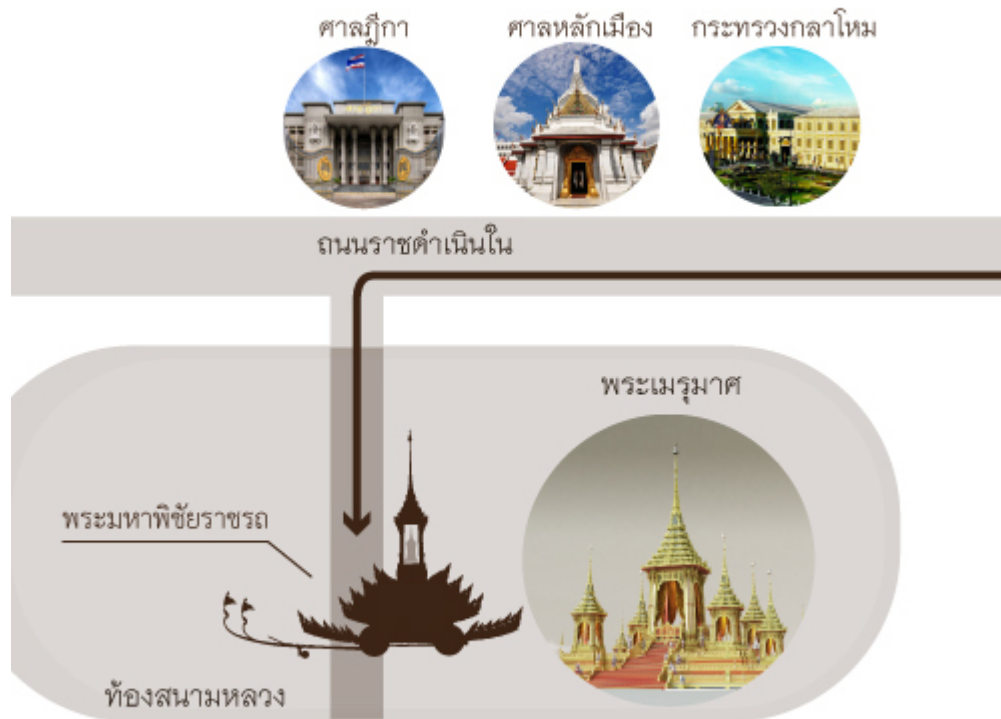 ศาลฎีกา
ศาลหลักเมือง
กระทรวงกลาโหม
ถนนราชดำเนินใน
พระเมรุมาศ
พระมหาพิชัยราชรถ
ท้องสนามหลวง